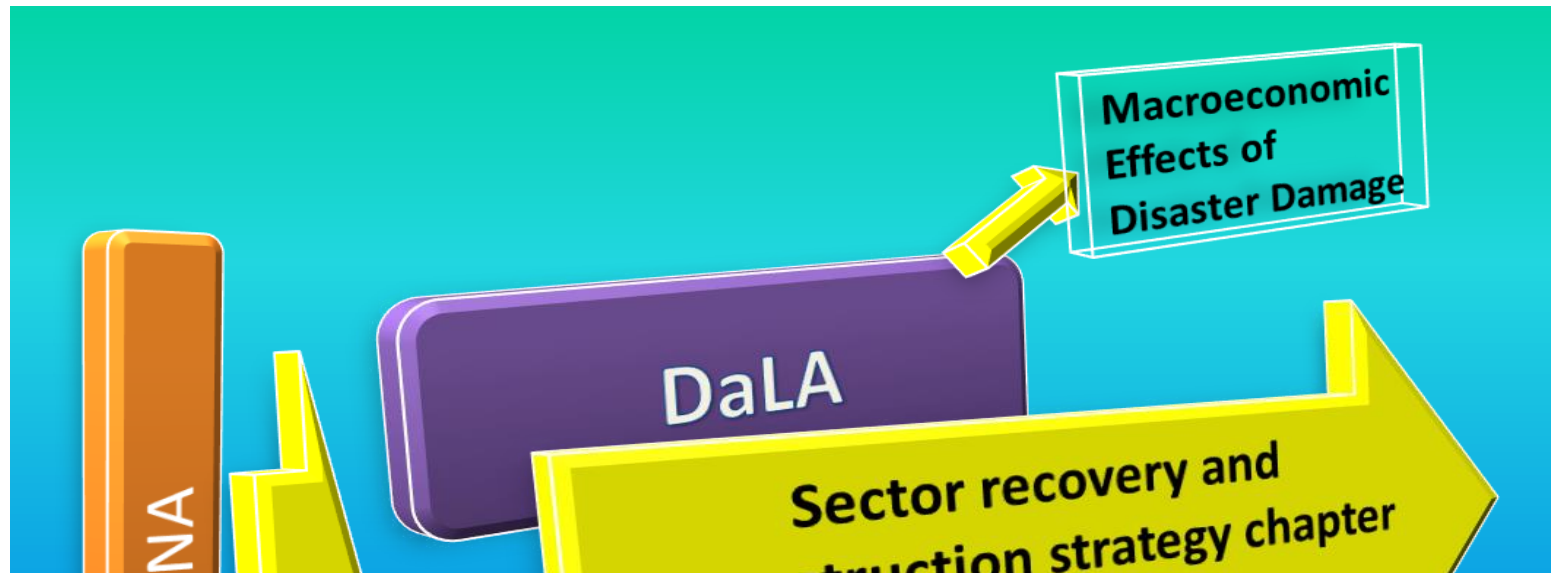 Macroeconomic
Effects of
Disaster Damage
DaLA
Sector recovery and
strategy chapter